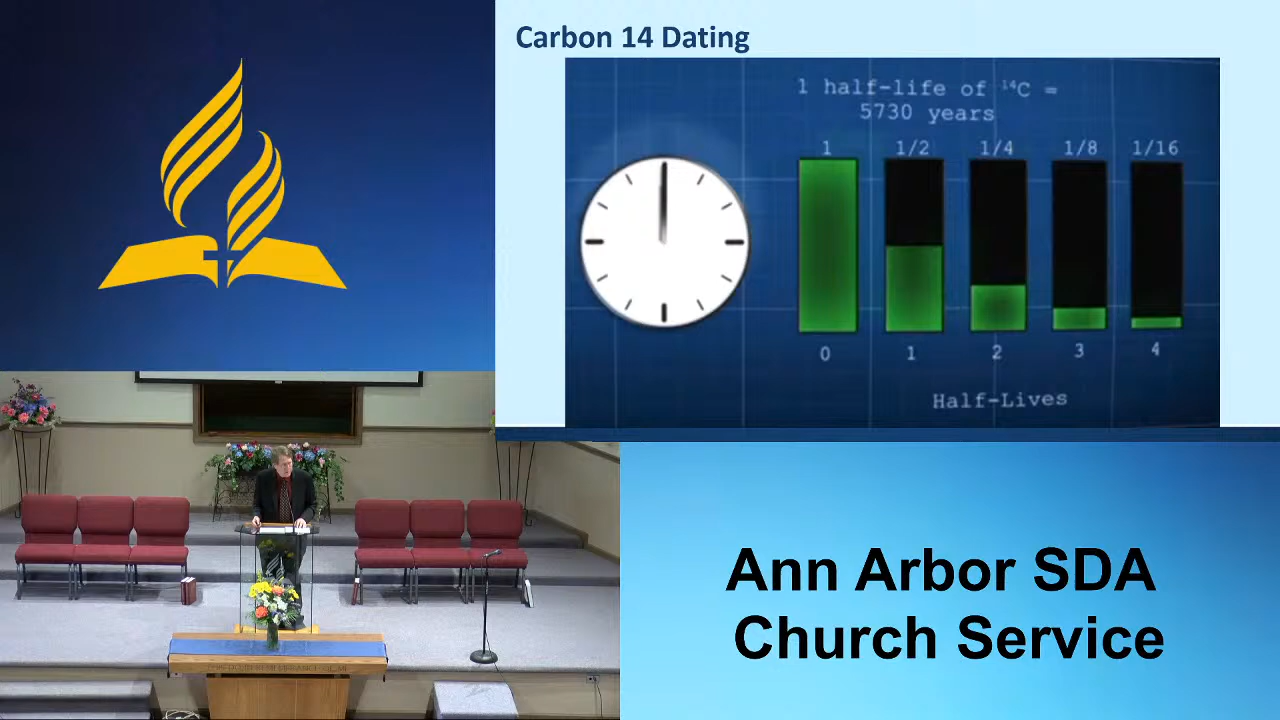 Carbon 14 Dating
1 half-life of ¹⁴C =
5730 years
1 1/2 1/4 1/8 1/16
0 1 2 3 4
Half-Lives
Ann Arbor SDA
Church Service